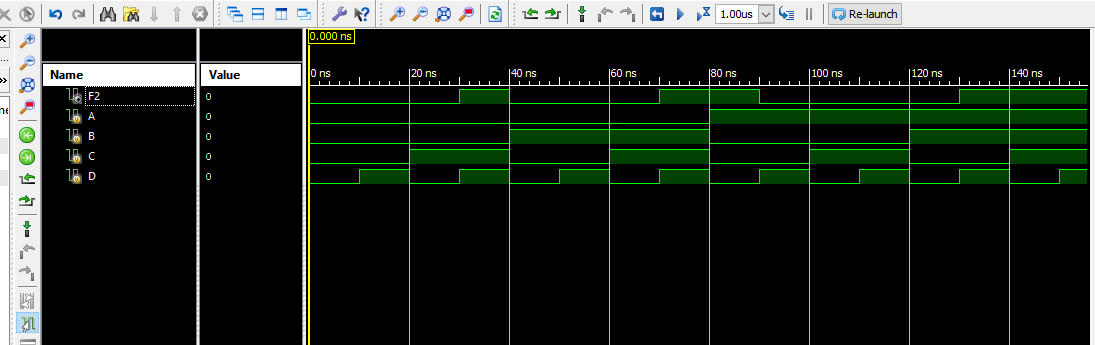 1.00us Re-launch
0.000 ns
Name Value
0 ns 20 ns 40 ns 60 ns 80 ns 100 ns 120 ns 140 ns
F2 0
A 0
B 0
C 0
D 0